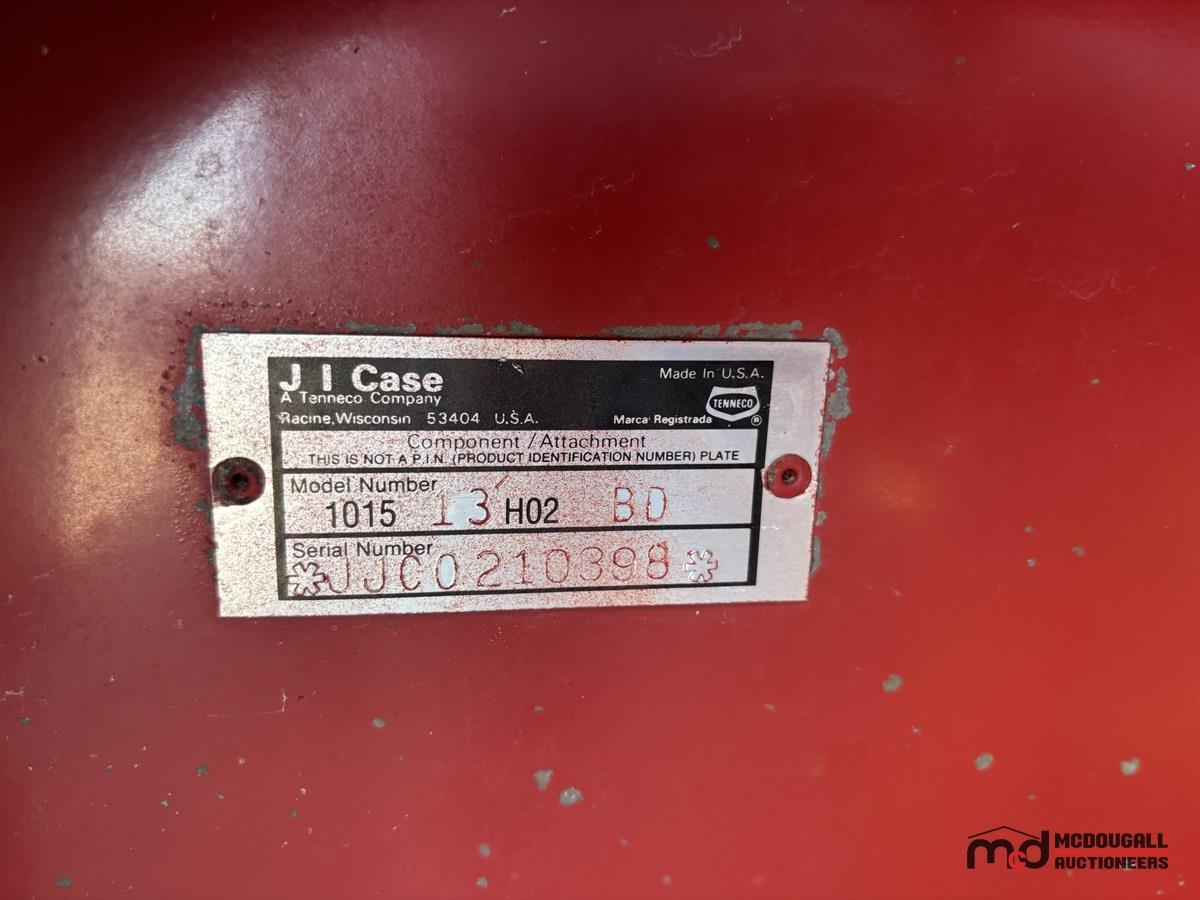 J I Case
A Tenneco Company
Racine, Wisconsin 53404 U.S.A.
Made In U.S.A.
TENNECO
Marca Registrada ®
Component / Attachment
THIS IS NOT A P.I.N. (PRODUCT IDENTIFICATION NUMBER) PLATE
Model Number
1015 13' H02 BD
Serial Number
*JJC0210398*
md MCDOUGALL
AUCTIONEERS